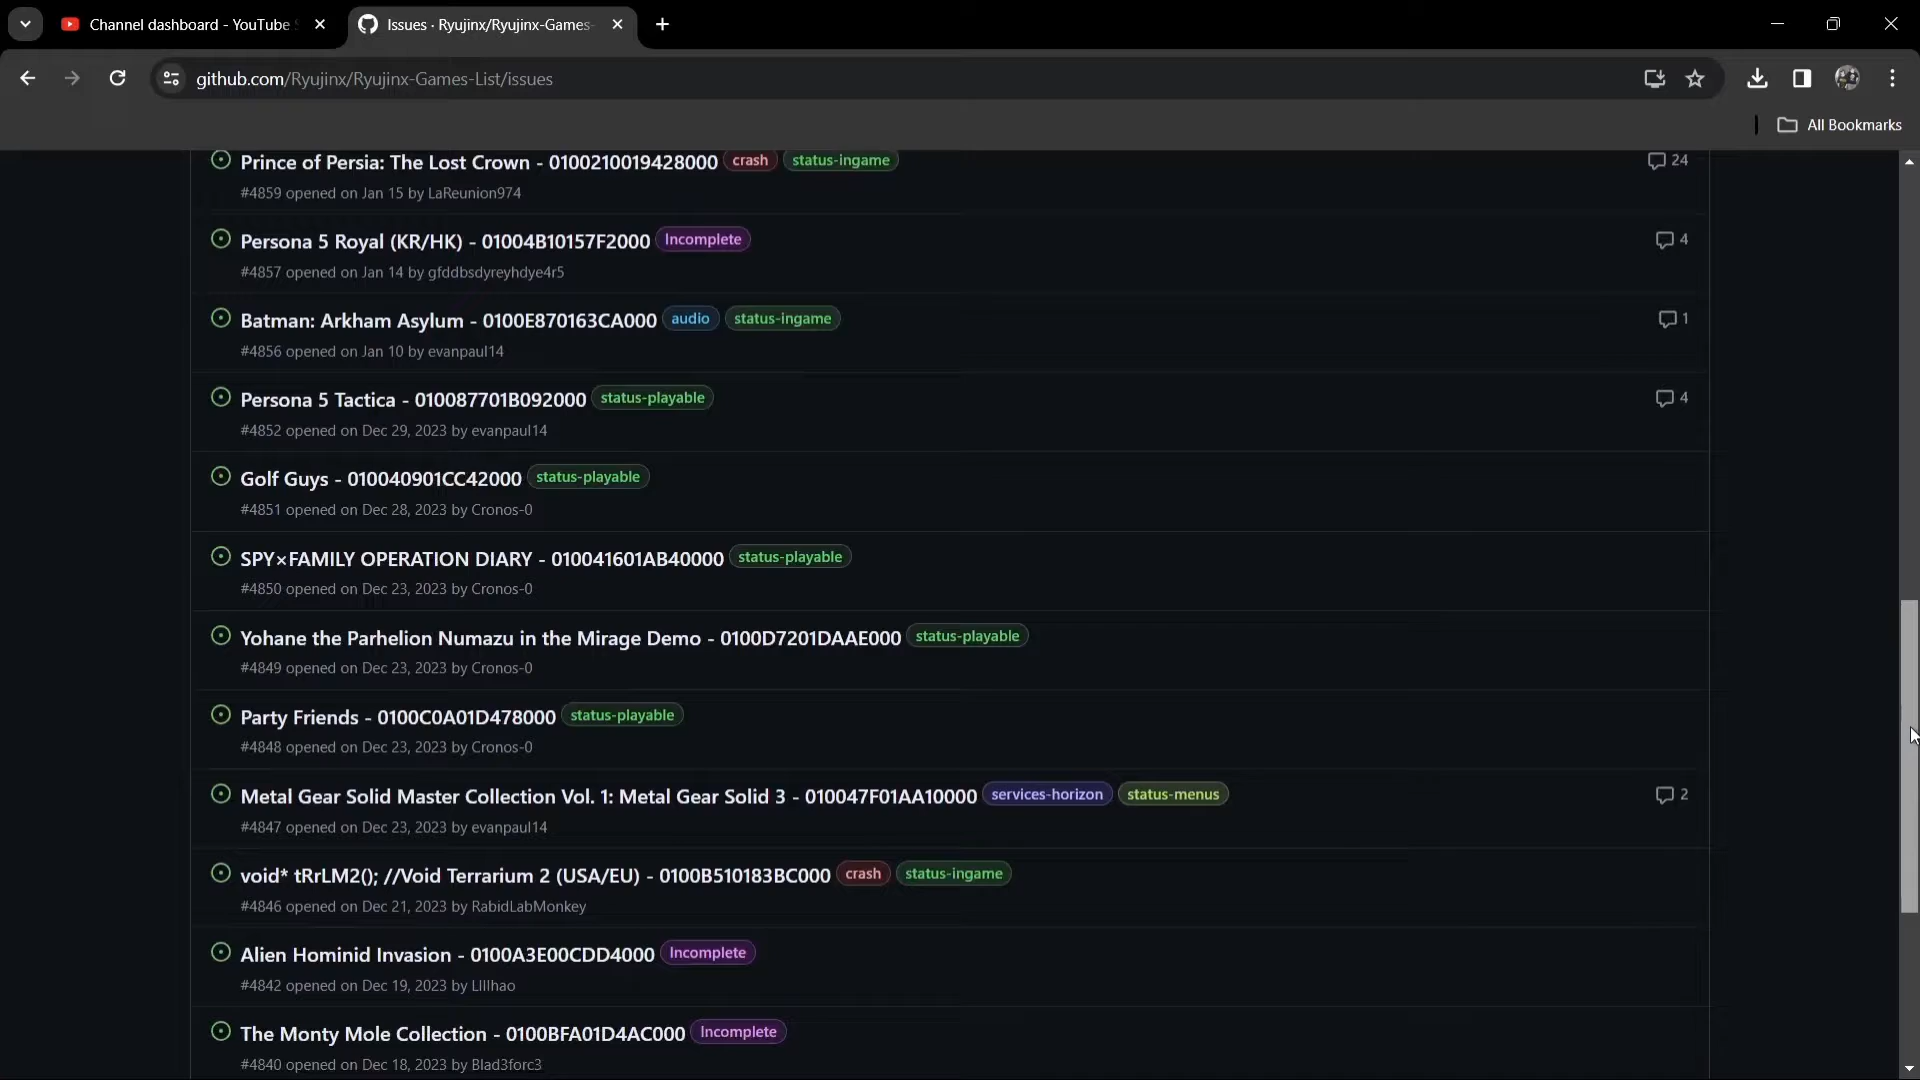 Channel dashboard - YouTube
Issues · Ryujinx/Ryujinx-Games-
github.com/Ryujinx/Ryujinx-Games-List/issues
All Bookmarks
Prince of Persia: The Lost Crown - 0100210019428000 crash status-ingame 24
#4859 opened on Jan 15 by LaReunion974
Persona 5 Royal (KR/HK) - 01004B10157F2000 Incomplete 4
#4857 opened on Jan 14 by gfddbsdyreyhdye4r5
Batman: Arkham Asylum - 0100E870163CA000 audio status-ingame 1
#4856 opened on Jan 10 by evanpaul14
Persona 5 Tactica - 010087701B092000 status-playable 4
#4852 opened on Dec 29, 2023 by evanpaul14
Golf Guys - 010040901CC42000 status-playable
#4851 opened on Dec 28, 2023 by Cronos-0
SPY×FAMILY OPERATION DIARY - 010041601AB40000 status-playable
#4850 opened on Dec 23, 2023 by Cronos-0
Yohane the Parhelion Numazu in the Mirage Demo - 0100D7201DAAE000 status-playable
#4849 opened on Dec 23, 2023 by Cronos-0
Party Friends - 0100C0A01D478000 status-playable
#4848 opened on Dec 23, 2023 by Cronos-0
Metal Gear Solid Master Collection Vol. 1: Metal Gear Solid 3 - 010047F01AA10000 services-horizon status-menus 2
#4847 opened on Dec 23, 2023 by evanpaul14
void* tRrLM2(); //Void Terrarium 2 (USA/EU) - 0100B510183BC000 crash status-ingame
#4846 opened on Dec 21, 2023 by RabidLabMonkey
Alien Hominid Invasion - 0100A3E00CDD4000 Incomplete
#4842 opened on Dec 19, 2023 by
The Monty Mole Collection - 0100BFA01D4AC000 Incomplete
#4840 opened on Dec 18, 2023 by Blad3forc3